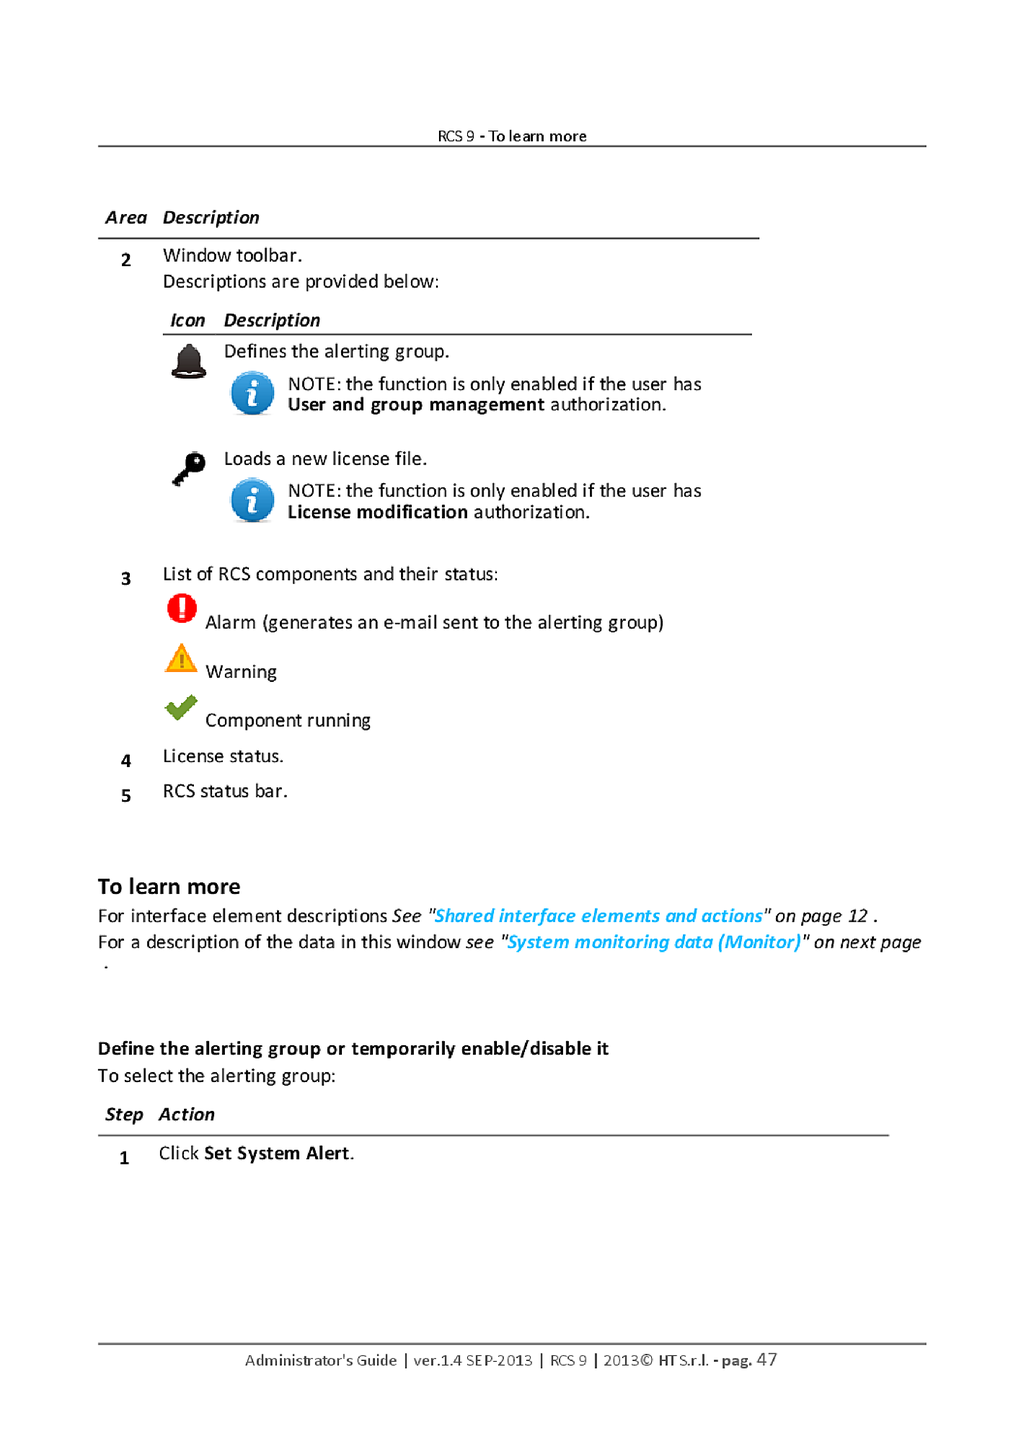 RCS 9 - To learn more
Area Description
2 Window toolbar.
Descriptions are provided below:
Icon Description
Defines the alerting group.
NOTE: the function is only enabled if the user has
User and group management authorization.
Loads a new license file.
NOTE: the function is only enabled if the user has
License modification authorization.
3 List of RCS components and their status:
Alarm (generates an e-mail sent to the alerting group)
Warning
Component running
4 License status.
5 RCS status bar.
To learn more
For interface element descriptions See "Shared interface elements and actions" on page 12 .
For a description of the data in this window see "System monitoring data (Monitor)" on next page
.
Define the alerting group or temporarily enable/disable it
To select the alerting group:
Step Action
1 Click Set System Alert.
Administrator's Guide | ver.1.4 SEP-2013 | RCS 9 | 2013© HT S.r.l. - pag. 47